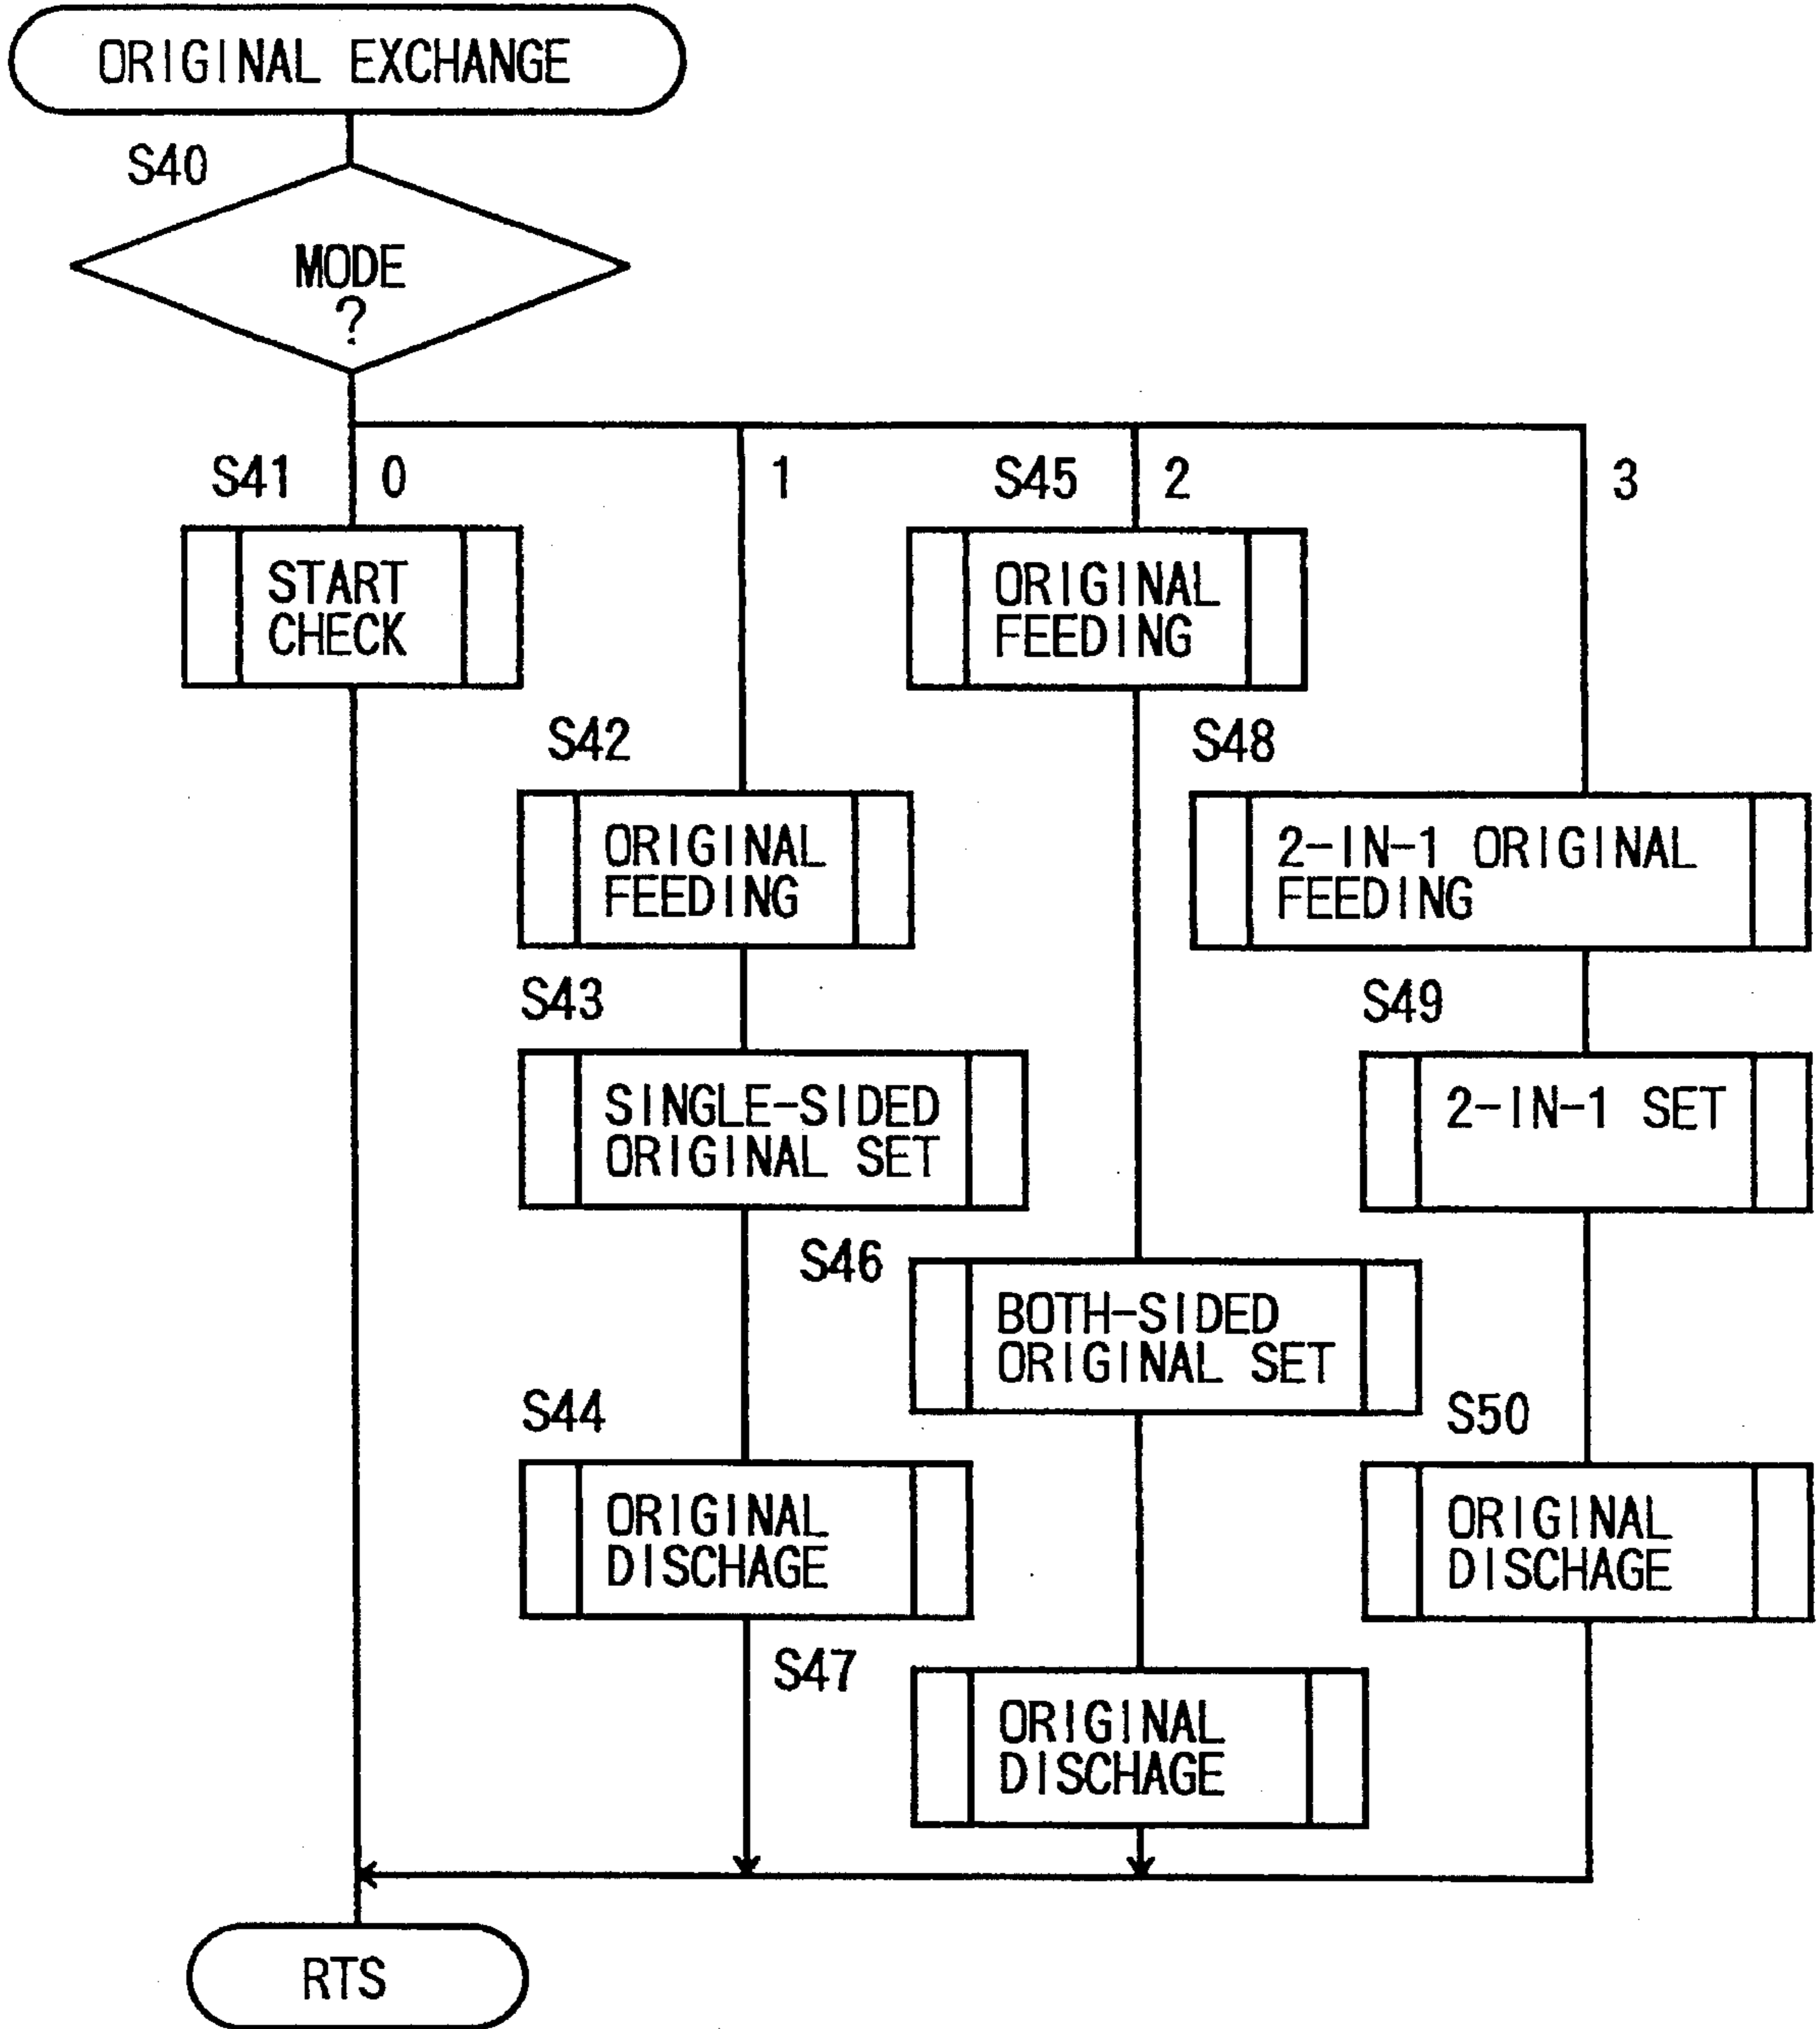 ORIGINAL EXCHANGE
S40
MODE
?
S41 0
1
S45 2
3
START
CHECK
ORIGINAL
FEEDING
S42
S48
ORIGINAL
FEEDING
2-IN-1 ORIGINAL
FEEDING
S43
S49
SINGLE-SIDED
ORIGINAL SET
2-IN-1 SET
S46
BOTH-SIDED
ORIGINAL SET
S44
S50
ORIGINAL
DISCHAGE
ORIGINAL
DISCHAGE
S47
ORIGINAL
DISCHAGE
RTS